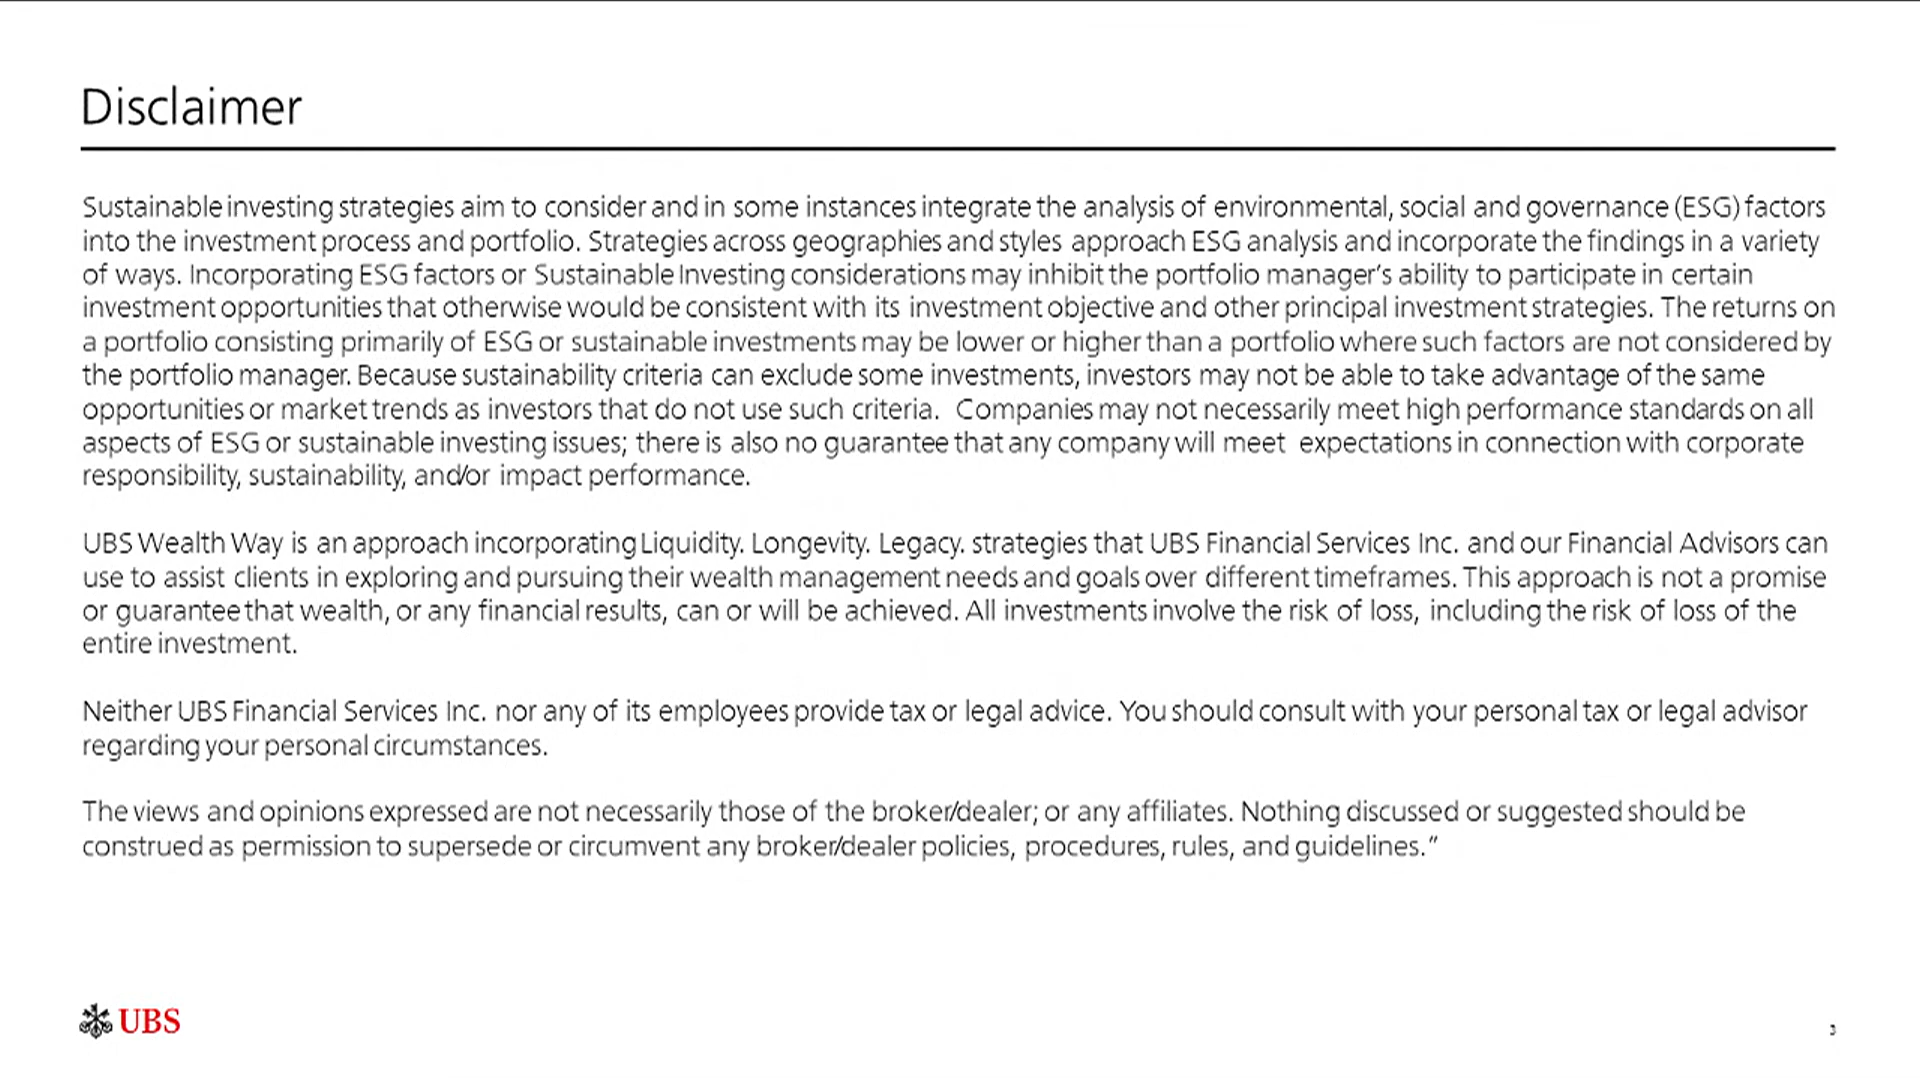 Disclaimer
Sustainable investing strategies aim to consider and in some instances integrate the analysis of environmental, social and governance (ESG) factors
into the investment process and portfolio. Strategies across geographies and styles approach ESG analysis and incorporate the findings in a variety
of ways. Incorporating ESG factors or Sustainable Investing considerations may inhibit the portfolio manager's ability to participate in certain
investment opportunities that otherwise would be consistent with its investment objective and other principal investment strategies. The returns on
a portfolio consisting primarily of ESG or sustainable investments may be lower or higher than a portfolio where such factors are not considered by
the portfolio manager. Because sustainability criteria can exclude some investments, investors may not be able to take advantage of the same
opportunities or market trends as investors that do not use such criteria. Companies may not necessarily meet high performance standards on all
aspects of ESG or sustainable investing issues; there is also no guarantee that any company will meet expectations in connection with corporate
responsibility, sustainability, and/or impact performance.
UBS Wealth Way is an approach incorporating Liquidity. Longevity. Legacy. strategies that UBS Financial Services Inc. and our Financial Advisors can
use to assist clients in exploring and pursuing their wealth management needs and goals over different timeframes. This approach is not a promise
or guarantee that wealth, or any financial results, can or will be achieved. All investments involve the risk of loss, including the risk of loss of the
entire investment.
Neither UBS Financial Services Inc. nor any of its employees provide tax or legal advice. You should consult with your personal tax or legal advisor
regarding your personal circumstances.
The views and opinions expressed are not necessarily those of the broker/dealer; or any affiliates. Nothing discussed or suggested should be
construed as permission to supersede or circumvent any broker/dealer policies, procedures, rules, and guidelines.”
UBS
3